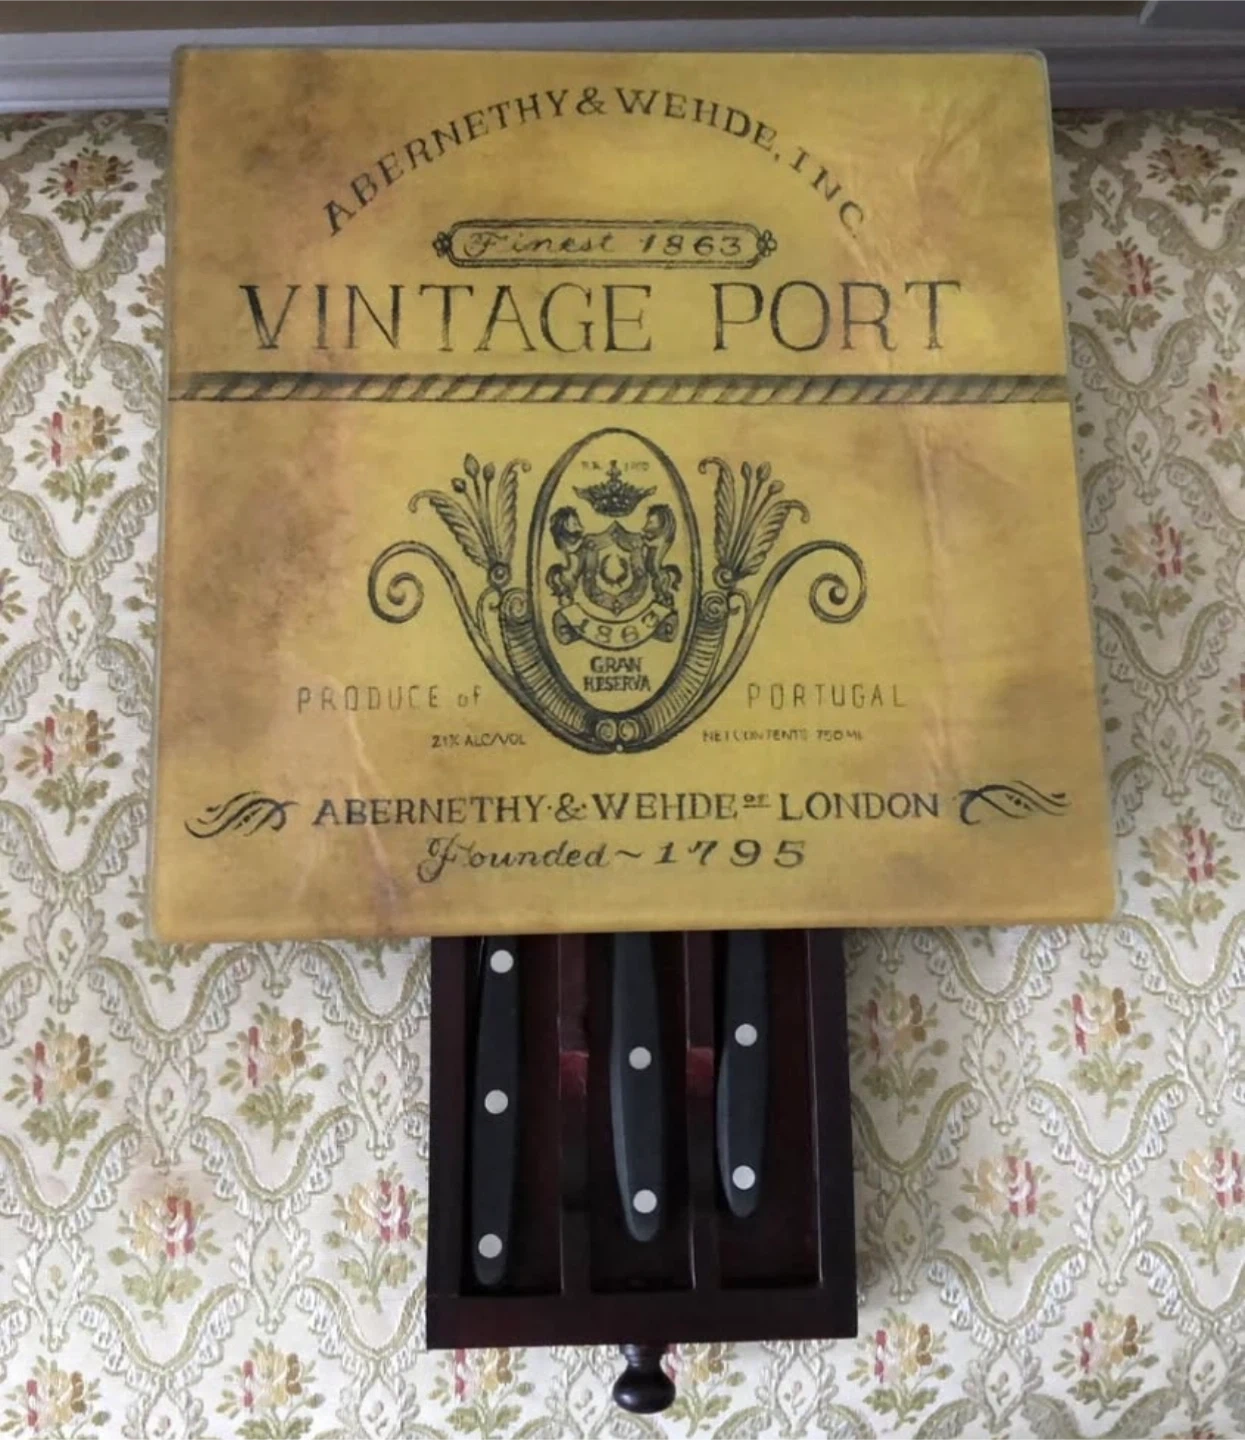 ABERNETHY & WEHDE, INC
Finest 1863
VINTAGE PORT
1863
GRAN
RESERVA
PRODUCE of PORTUGAL
21% ALC/VOL NET CONTENTS 750 ML
ABERNETHY·&·WEHDE OF LONDON
Founded ~ 1795